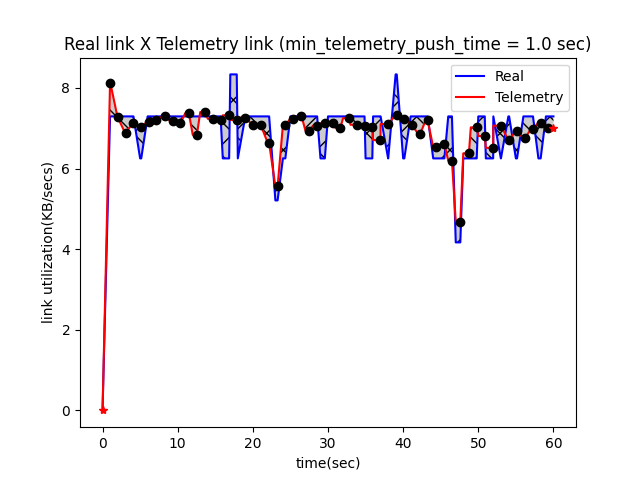 Real link X Telemetry link (min_telemetry_push_time = 1.0 sec)
Real
Telemetry
link utilization(KB/secs)
8
6
4
2
0
0 10 20 30 40 50 60
time(sec)